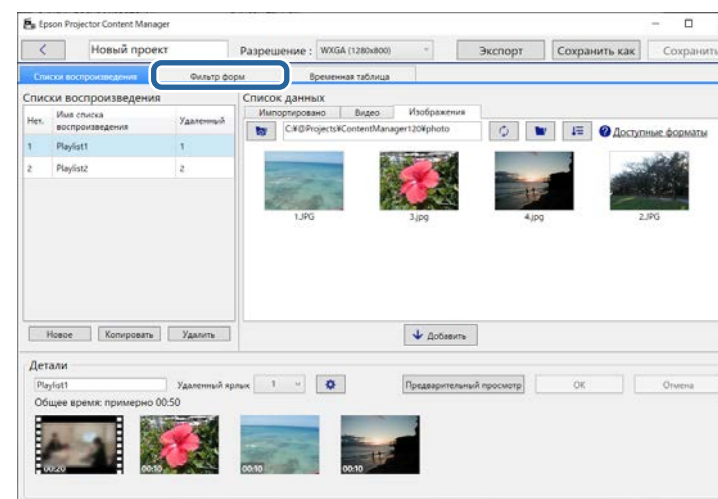 Epson Projector Content Manager
Новый проект Разрешение : WXGA (1280x800) Экспорт Сохранить как Сохранить
Списки воспроизведения Фильтр форм Временная таблица
Списки воспроизведения
Нет. Имя списка воспроизведения Удаленный
1 Playlist1 1
2 Playlist2 2
Новое Копировать Удалить
Список данных
Импортировано Видео Изображения
C:¥@Projects¥ContentManager120¥photo Доступные форматы
1.JPG 3.jpg 4.jpg 2.JPG
Добавить
Детали
Playlist1 Удаленный ярлык 1 Предварительный просмотр OK Отмена
Общее время: примерно 00:50
00:20 00:10 00:10 00:10